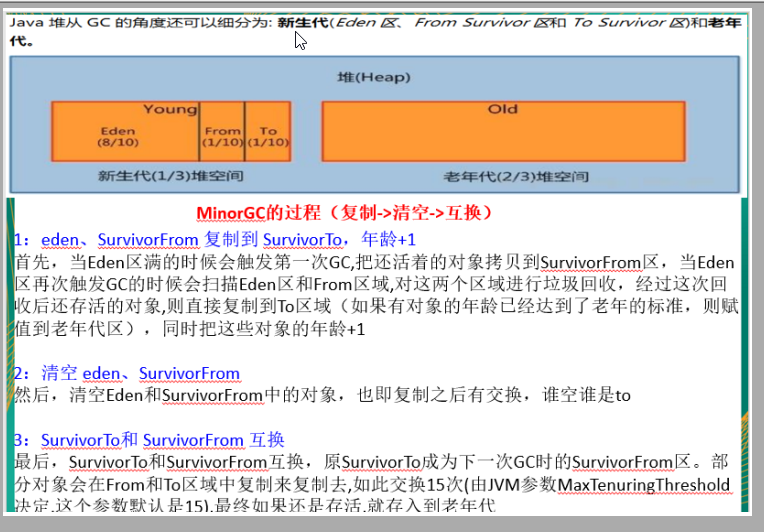 Java 堆从 GC 的角度还可以细分为: 新生代(Eden 区、From Survivor 区和 To Survivor 区)和老年
代。
堆(Heap)
Young
Old
Eden
(8/10)
From
(1/10)
To
(1/10)
新生代(1/3)堆空间
老年代(2/3)堆空间
MinorGC的过程（复制->清空->互换）
1：eden、SurvivorFrom 复制到 SurvivorTo，年龄+1
首先，当Eden区满的时候会触发第一次GC,把还活着的对象拷贝到SurvivorFrom区，当Eden
区再次触发GC的时候会扫描Eden区和From区域,对这两个区域进行垃圾回收，经过这次回
收后还存活的对象,则直接复制到To区域（如果有对象的年龄已经达到了老年的标准，则赋
值到老年代区），同时把这些对象的年龄+1
2：清空 eden、SurvivorFrom
然后，清空Eden和SurvivorFrom中的对象，也即复制之后有交换，谁空谁是to
3：SurvivorTo和 SurvivorFrom 互换
最后，SurvivorTo和SurvivorFrom互换，原SurvivorTo成为下一次GC时的SurvivorFrom区。部
分对象会在From和To区域中复制来复制去,如此交换15次(由JVM参数MaxTenuringThreshold
决定,这个参数默认是15),最终如果还是存活,就存入到老年代